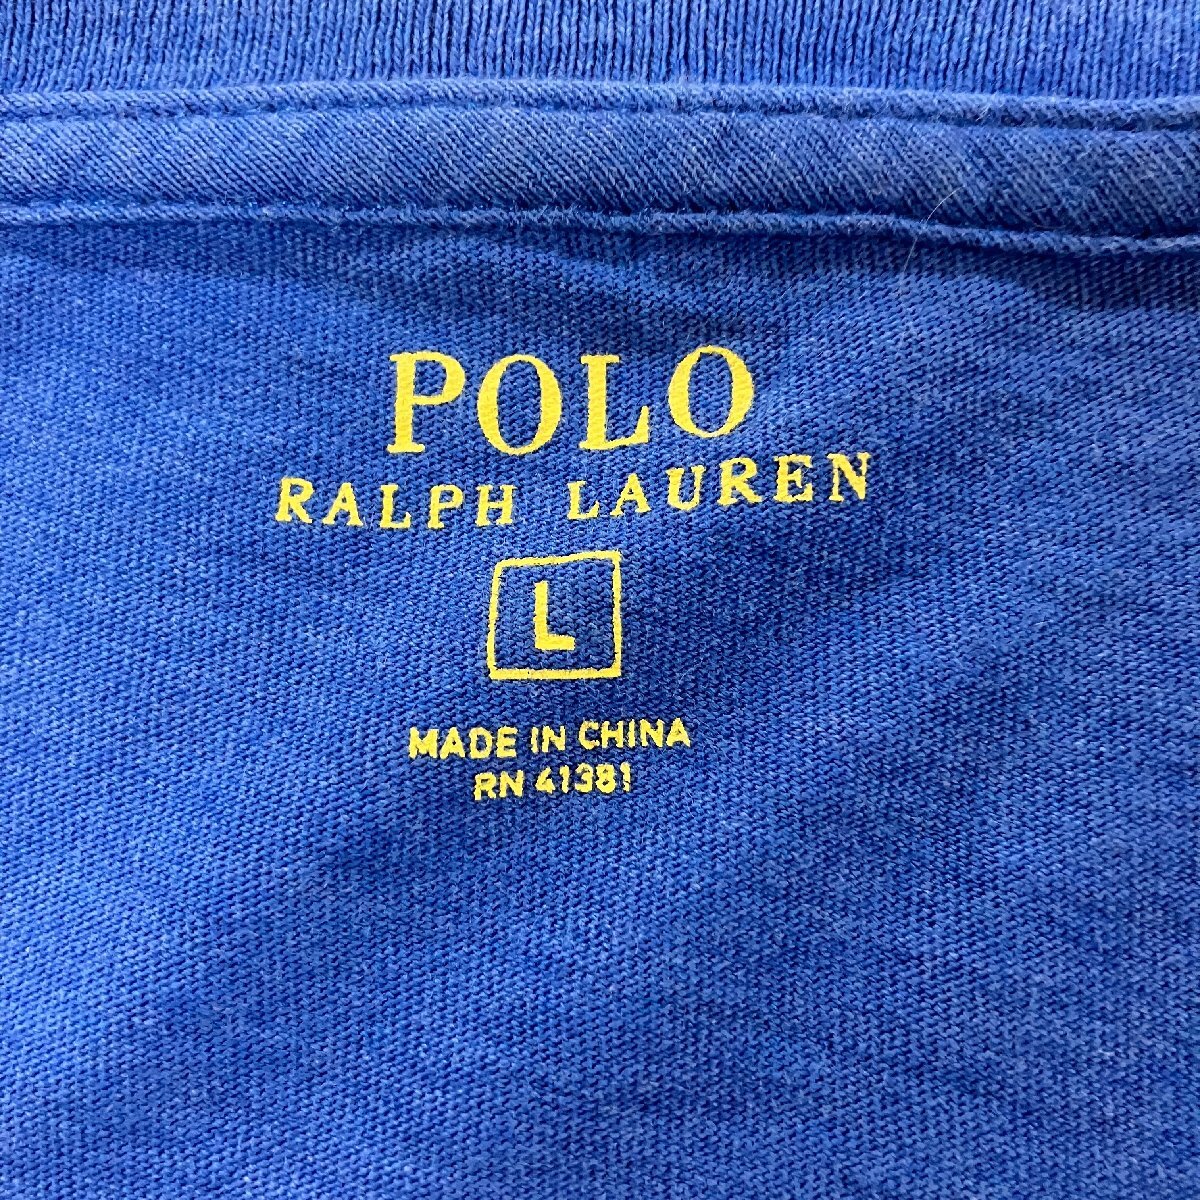 POLO
RALPH LAUREN
L
MADE IN CHINA
RN 41381